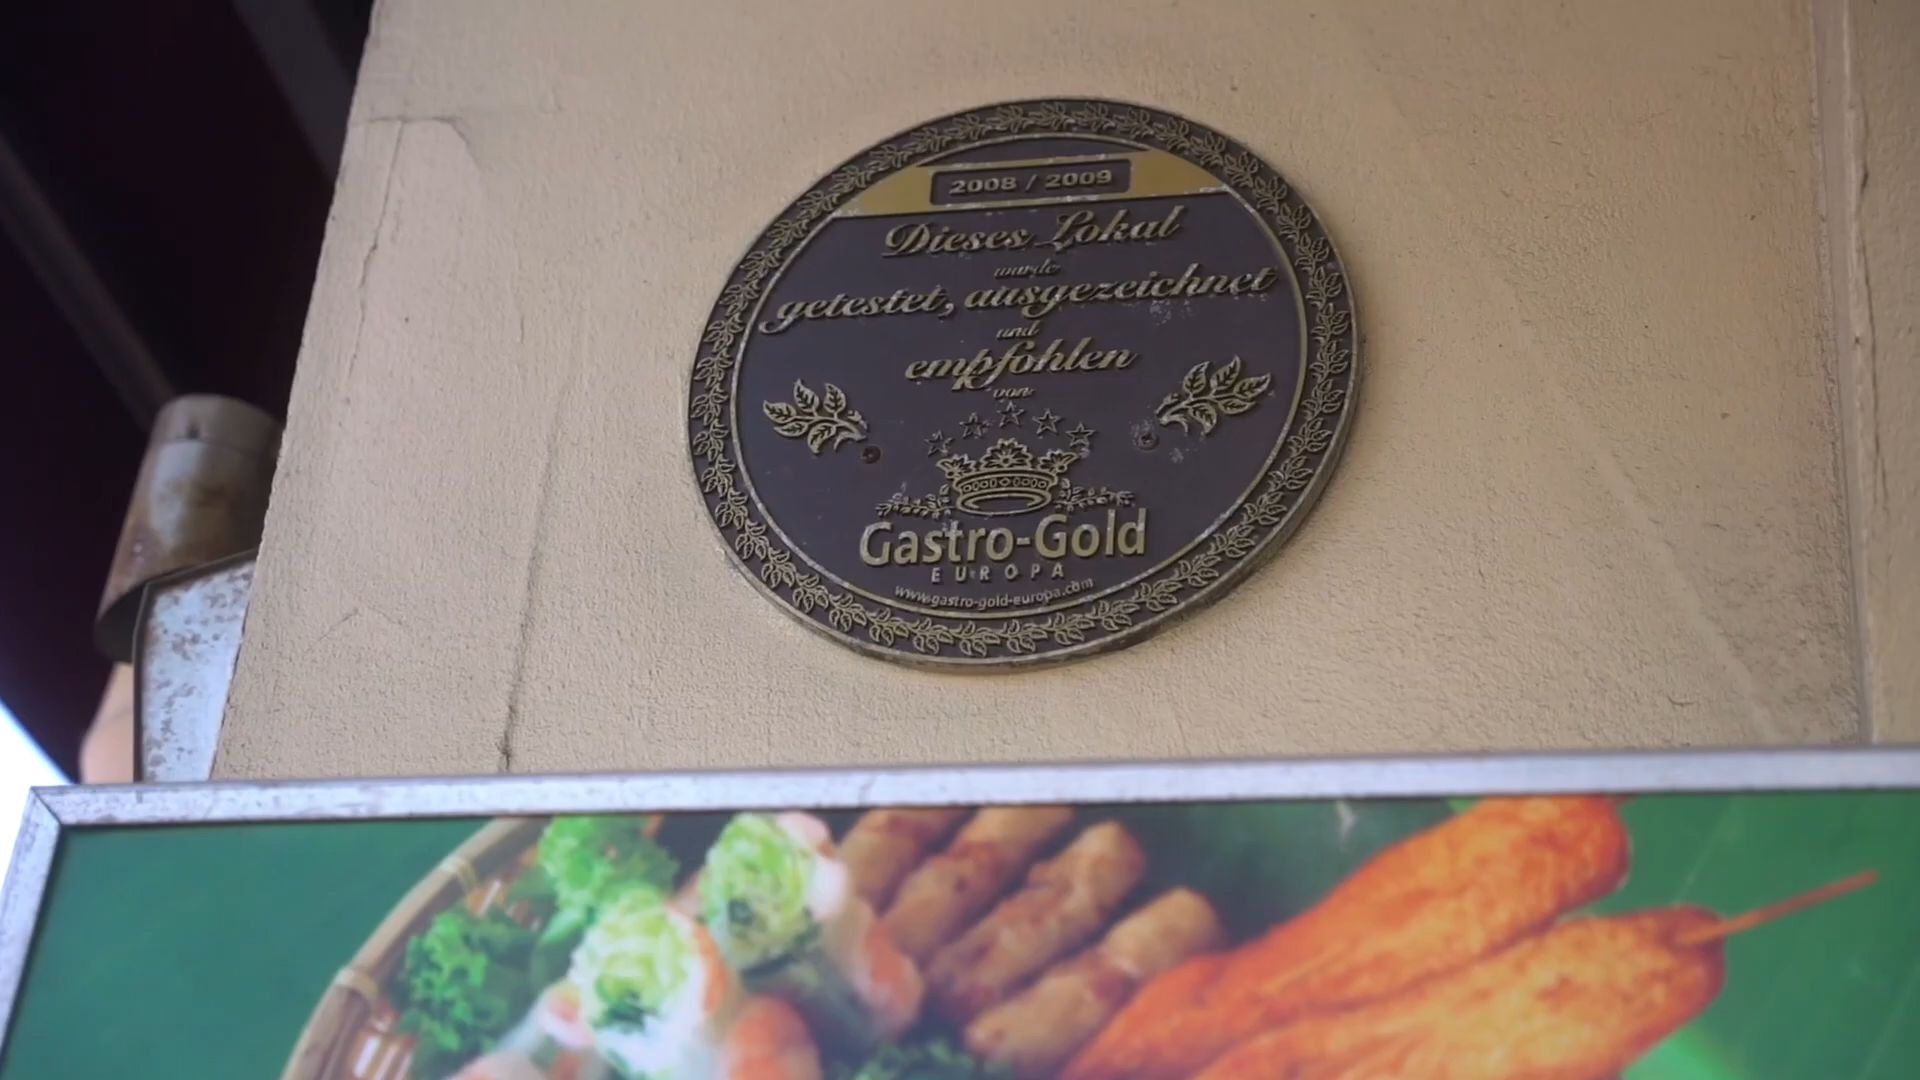 2008 / 2009
Dieses Lokal
wurde
getestet, ausgezeichnet
und
empfohlen
von
Gastro-Gold
EUROPA
www.gastro-gold-europa.com